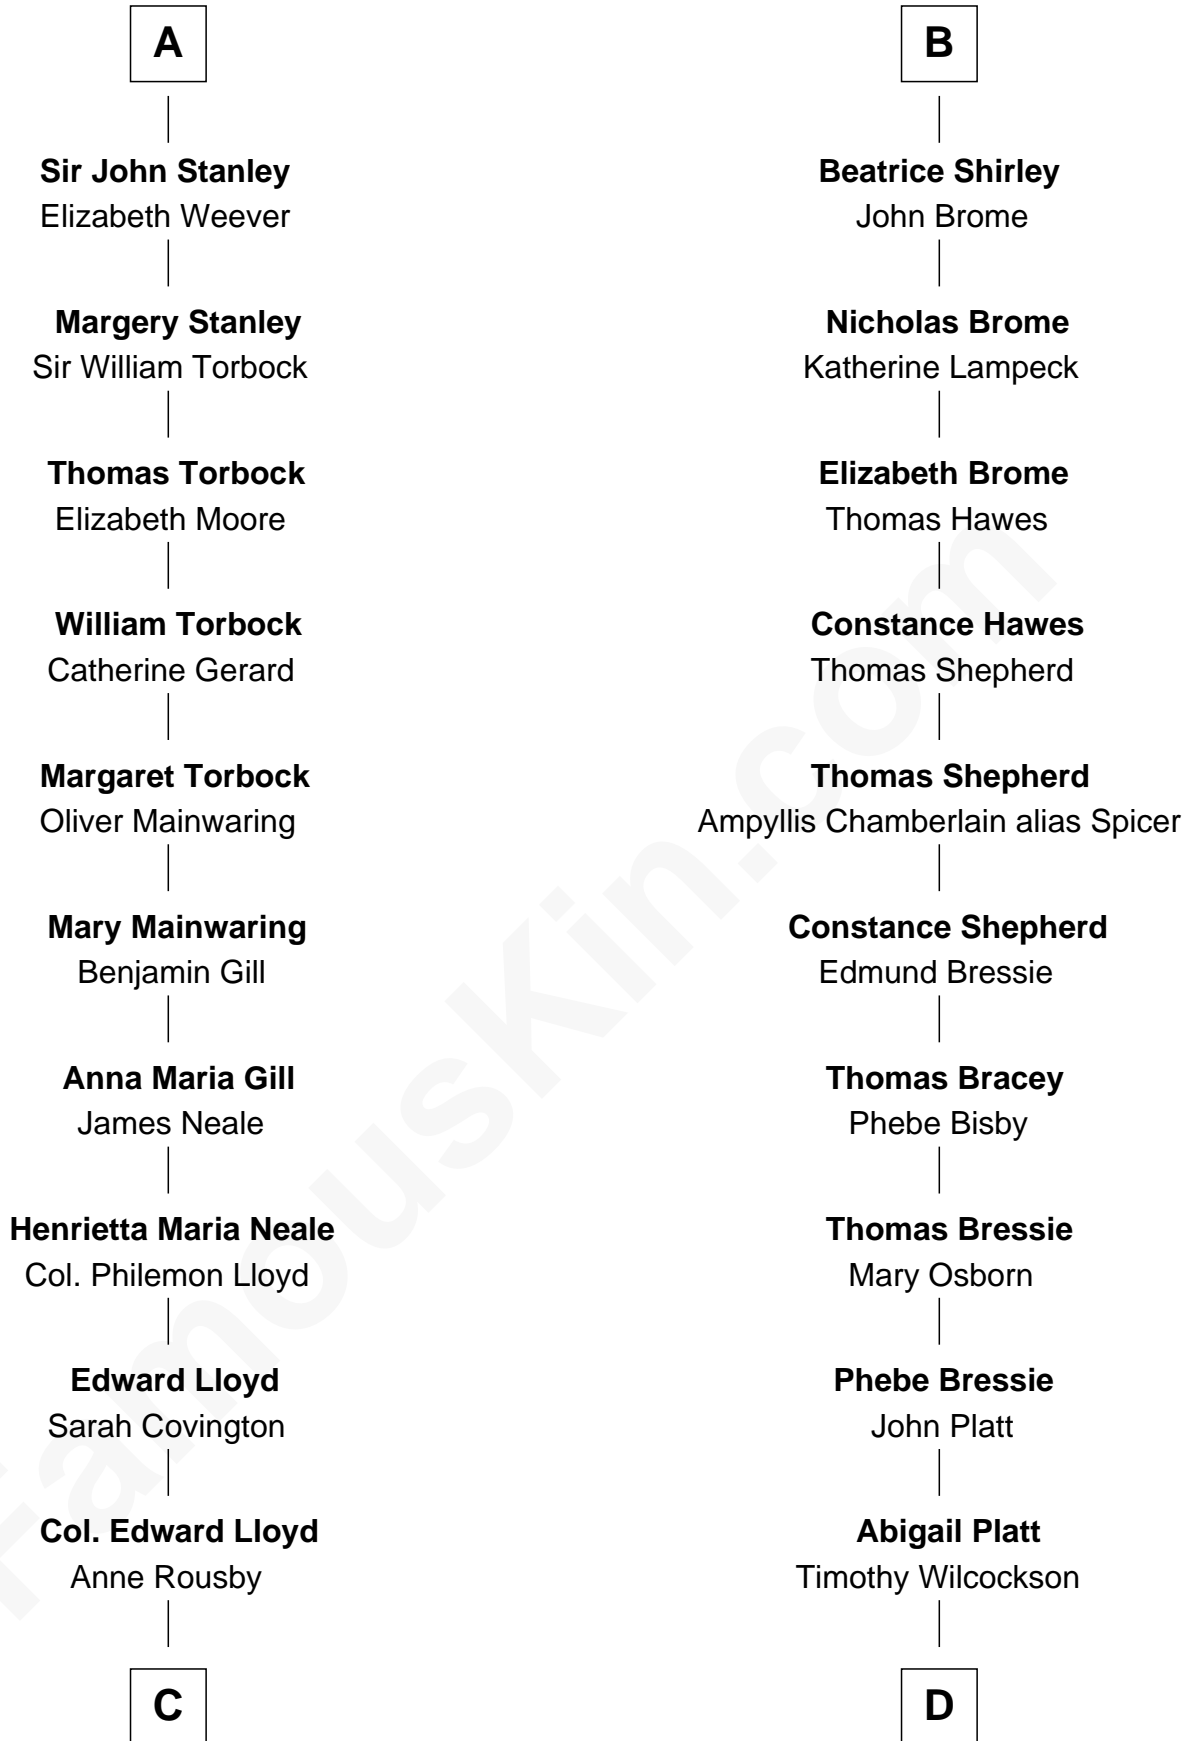 A
Sir John Stanley
Elizabeth Weever
Margery Stanley
Sir William Torbock
Thomas Torbock
Elizabeth Moore
William Torbock
Catherine Gerard
Margaret Torbock
Oliver Mainwaring
Mary Mainwaring
Benjamin Gill
Anna Maria Gill
James Neale
Henrietta Maria Neale
Col. Philemon Lloyd
Edward Lloyd
Sarah Covington
Col. Edward Lloyd
Anne Rousby
C
B
Beatrice Shirley
John Brome
Nicholas Brome
Katherine Lampeck
Elizabeth Brome
Thomas Hawes
Constance Hawes
Thomas Shepherd
Thomas Shepherd
Ampyllis Chamberlain alias Spicer
Constance Shepherd
Edmund Bressie
Thomas Bracey
Phebe Bisby
Thomas Bressie
Mary Osborn
Phebe Bressie
John Platt
Abigail Platt
Timothy Wilcockson
D
FamousKin.com